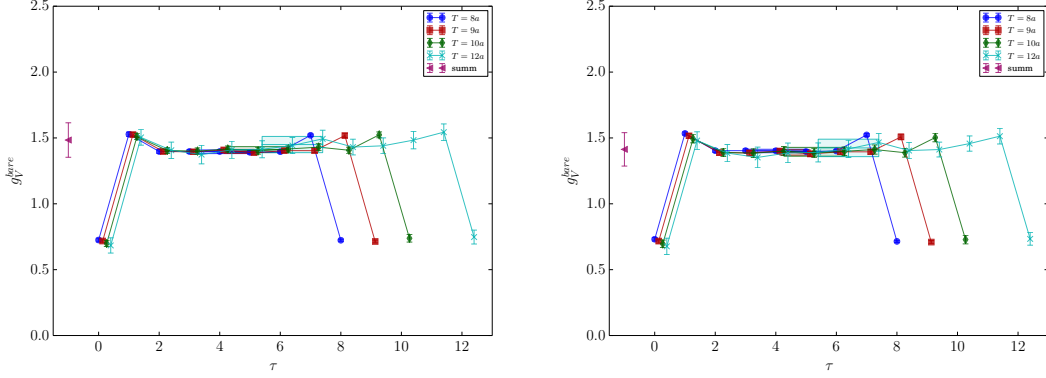 2.5
2.0
1.5
1.0
0.5
0.0
g_V^{bare}
0 2 4 6 8 10 12
τ
T = 8a
T = 9a
T = 10a
T = 12a
summ
2.5
2.0
1.5
1.0
0.5
0.0
g_V^{bare}
0 2 4 6 8 10 12
τ
T = 8a
T = 9a
T = 10a
T = 12a
summ